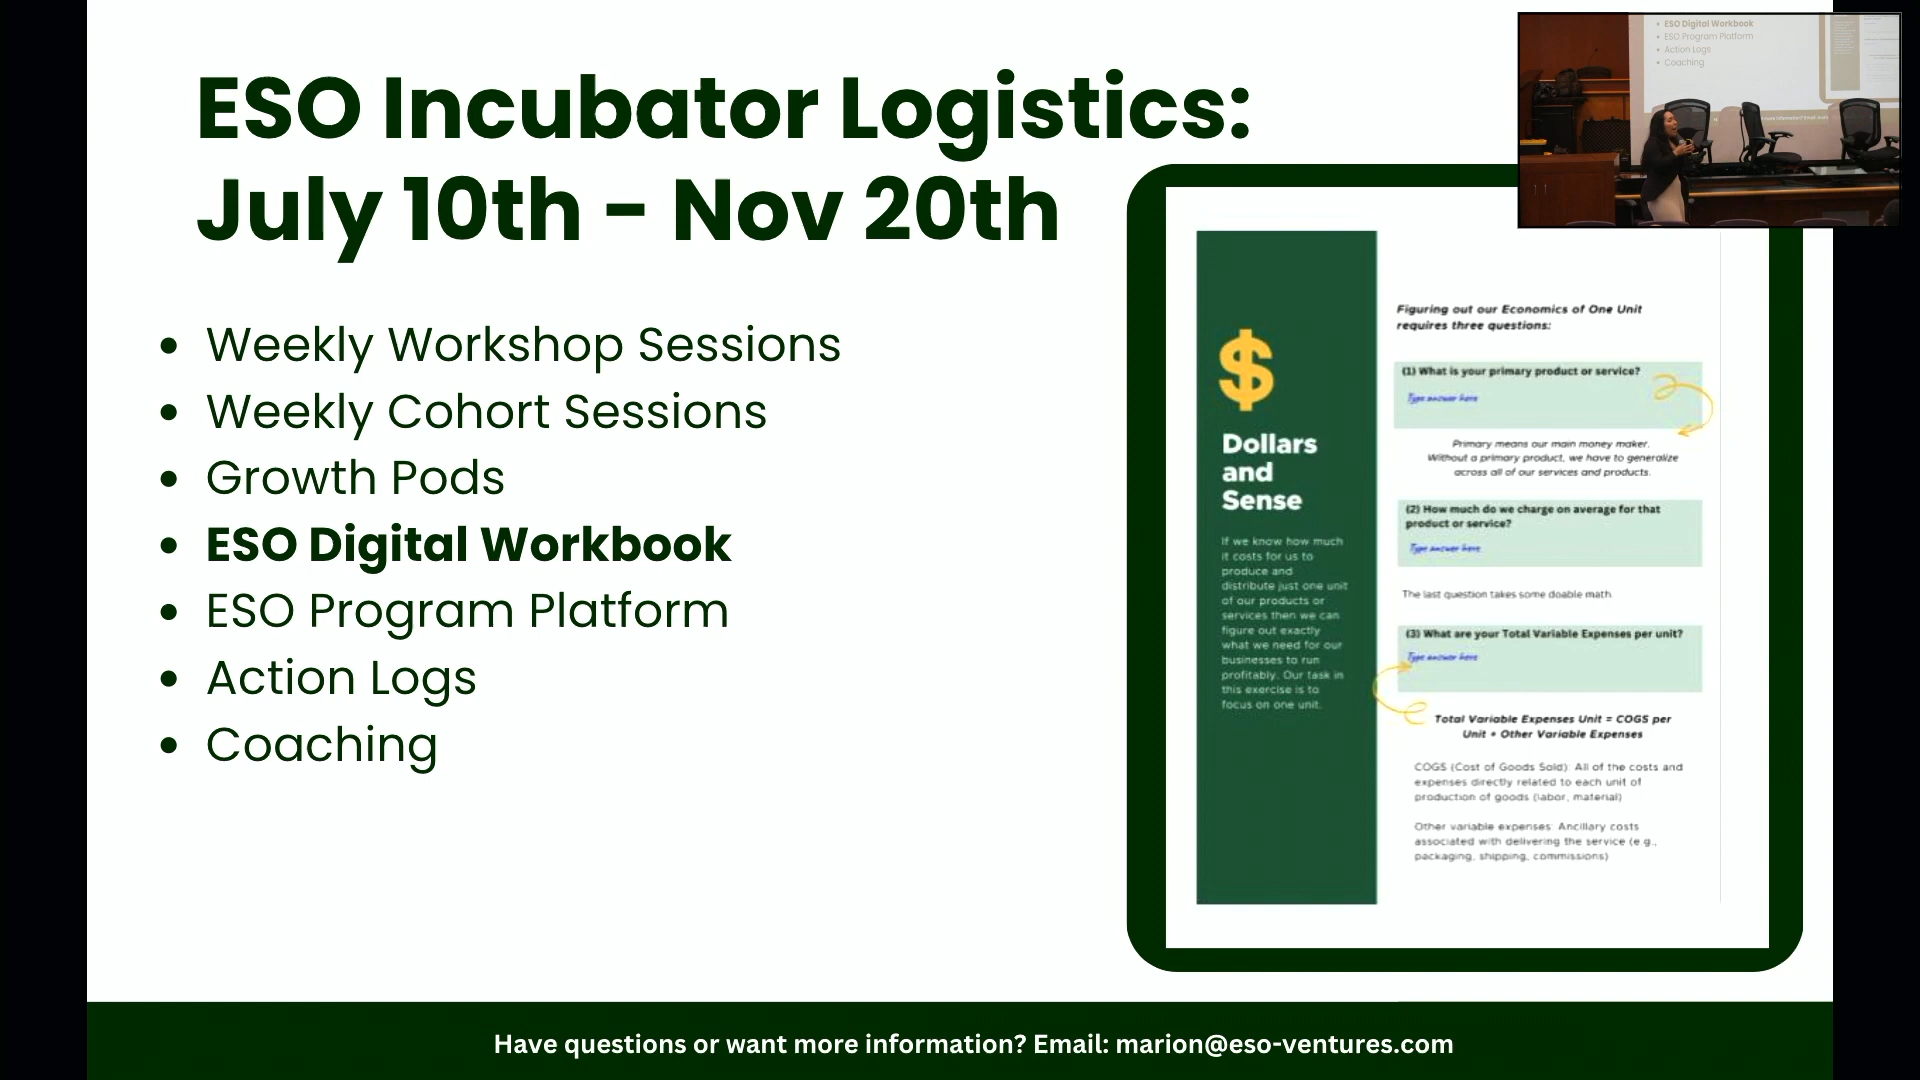 ESO Incubator Logistics:
July 10th - Nov 20th
Weekly Workshop Sessions
Weekly Cohort Sessions
Growth Pods
ESO Digital Workbook
ESO Program Platform
Action Logs
Coaching
$
Dollars
and
Sense
If we know how much
it costs for us to
produce and
distribute just one unit
of our products or
services then we can
figure out exactly
what we need for our
businesses to run
profitably. Our task in
this exercise is to
focus on one unit.
Figuring out our Economics of One Unit
requires three questions:
(1) What is your primary product or service?
Type answer here
Primary means our main money maker.
Without a primary product, we have to generalize
across all of our services and products.
(2) How much do we charge on average for that
product or service?
Type answer here
The last question takes some doable math.
(3) What are your Total Variable Expenses per unit?
Type answer here
Total Variable Expenses Unit = COGS per
Unit + Other Variable Expenses
COGS (Cost of Goods Sold): All of the costs and
expenses directly related to each unit of
production of goods (labor, material)
Other variable expenses: Ancillary costs
associated with delivering the service (e.g.,
packaging, shipping, commissions)
ESO Digital Workbook
ESO Program Platform
Action Logs
Coaching
Have questions or want more information? Email: marion@eso-ventures.com